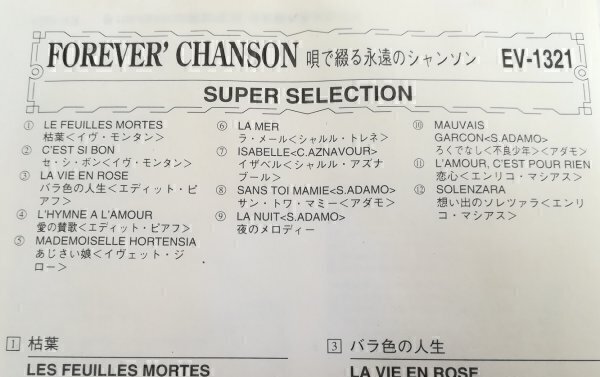 FOREVER' CHANSON 唄で綴る永遠のシャンソン EV-1321
SUPER SELECTION
① LE FEUILLES MORTES
枯葉<イヴ・モンタン>
② C'EST SI BON
セ・シ・ボン<イヴ・モンタン>
③ LA VIE EN ROSE
バラ色の人生<エディット・ピ
アフ>
④ L'HYMNE A L'AMOUR
愛の賛歌<エディット・ピアフ>
⑤ MADEMOISELLE HORTENSIA
あじさい娘<イヴェット・ジ
ロー>
⑥ LA MER
ラ・メール<シャルル・トレネ>
⑦ ISABELLE<C.AZNAVOUR>
イザベル<シャルル・アズナ
ブール>
⑧ SANS TOI MAMIE<S.ADAMO>
サン・トワ・マミー<アダモ>
⑨ LA NUIT<S.ADAMO>
夜のメロディー
⑩ MAUVAIS
GARCON<S.ADAMO>
ろくでなし<不良少年><アダモ>
⑪ L'AMOUR, C'EST POUR RIEN
恋心<エンリコ・マシアス>
⑫ SOLENZARA
想い出のソレツァラ<エンリ
コ・マシアス>
1 枯葉
LES FEUILLES MORTES
3 バラ色の人生
LA VIE EN ROSE